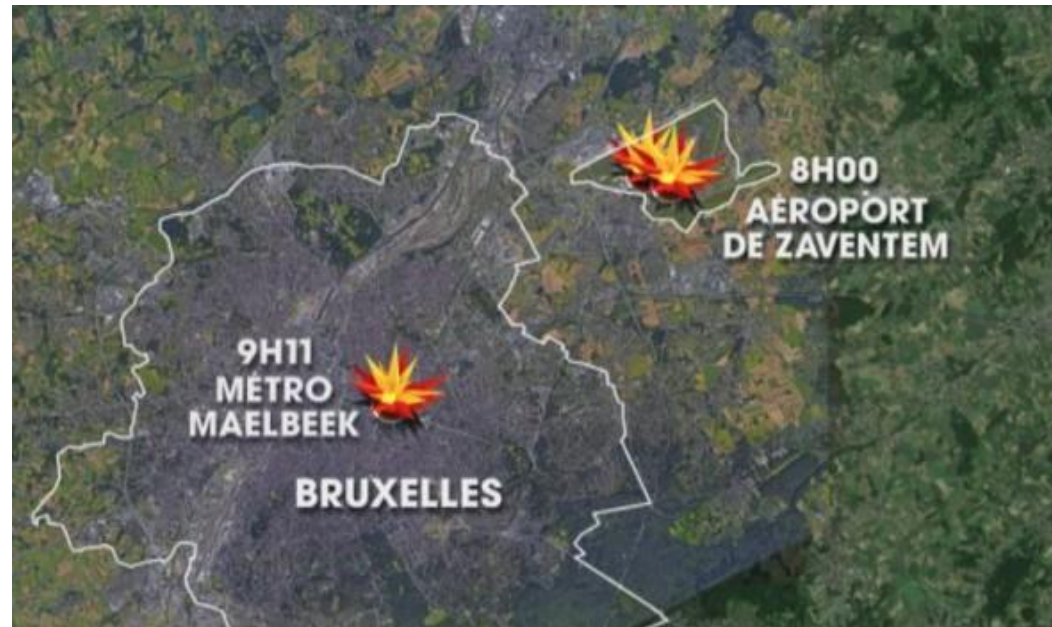 8H00
AÉROPORT
DE ZAVENTEM
9H11
MÉTRO
MAELBEEK
BRUXELLES